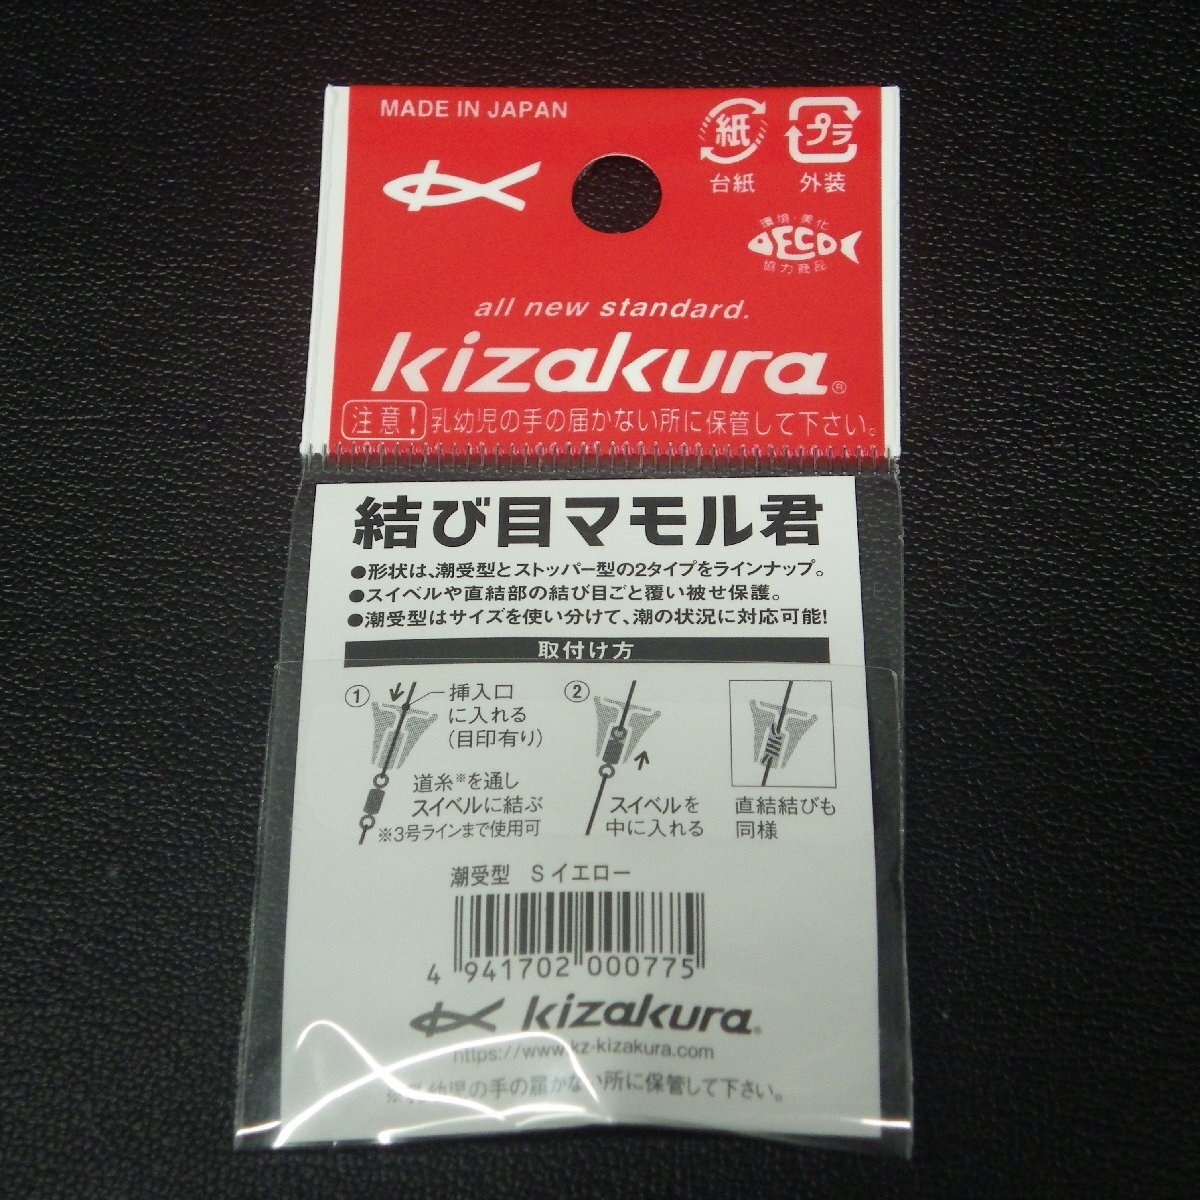 MADE IN JAPAN
紙
台紙
プラ
外装
環境・美化
ECO
協力商品
all new standard.
kizakura®
注意！乳幼児の手の届かない所に保管して下さい。
結び目マモル君
●形状は、潮受型とストッパー型の2タイプをラインナップ。
●スイベルや直結部の結び目ごと覆い被せ保護。
●潮受型はサイズを使い分けて、潮の状況に対応可能!
取付け方
①
挿入口
に入れる
(目印有り)
道糸※を通し
スイベルに結ぶ
※3号ラインまで使用可
②
スイベルを
中に入れる
直結結びも
同様
潮受型 Sイエロー
4 941702 000775
kizakura®
https://www.kz-kizakura.com
※乳幼児の手の届かない所に保管して下さい。